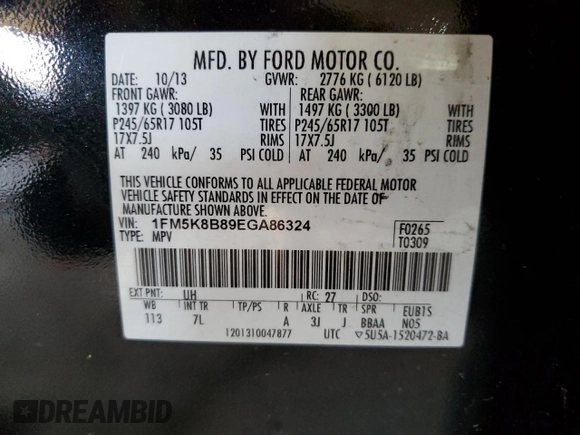 MFD. BY FORD MOTOR CO.
DATE: 10/13 GVWR: 2776 KG ( 6120 LB)
FRONT GAWR: REAR GAWR:
1397 KG ( 3080 LB) WITH 1497 KG ( 3300 LB) WITH
P245/65R17 105T TIRES P245/65R17 105T TIRES
17X7.5J RIMS 17X7.5J RIMS
AT 240 kPa/ 35 PSI COLD AT 240 kPa/ 35 PSI COLD
THIS VEHICLE CONFORMS TO ALL APPLICABLE FEDERAL MOTOR
VEHICLE SAFETY STANDARDS IN EFFECT ON THE DATE OF
MANUFACTURE SHOWN ABOVE.
VIN: 1FM5K8B89EGA86324 F0265
TYPE: MPV T0309
EXT PNT: UH RC: 27 DSO:
WB INT TR TP/PS R AXLE TR SPR EUB1S
113 7L A 3J J BBAA N05
1201310047877 UTC ▽5U5A-1520472-BA
DREAMBID